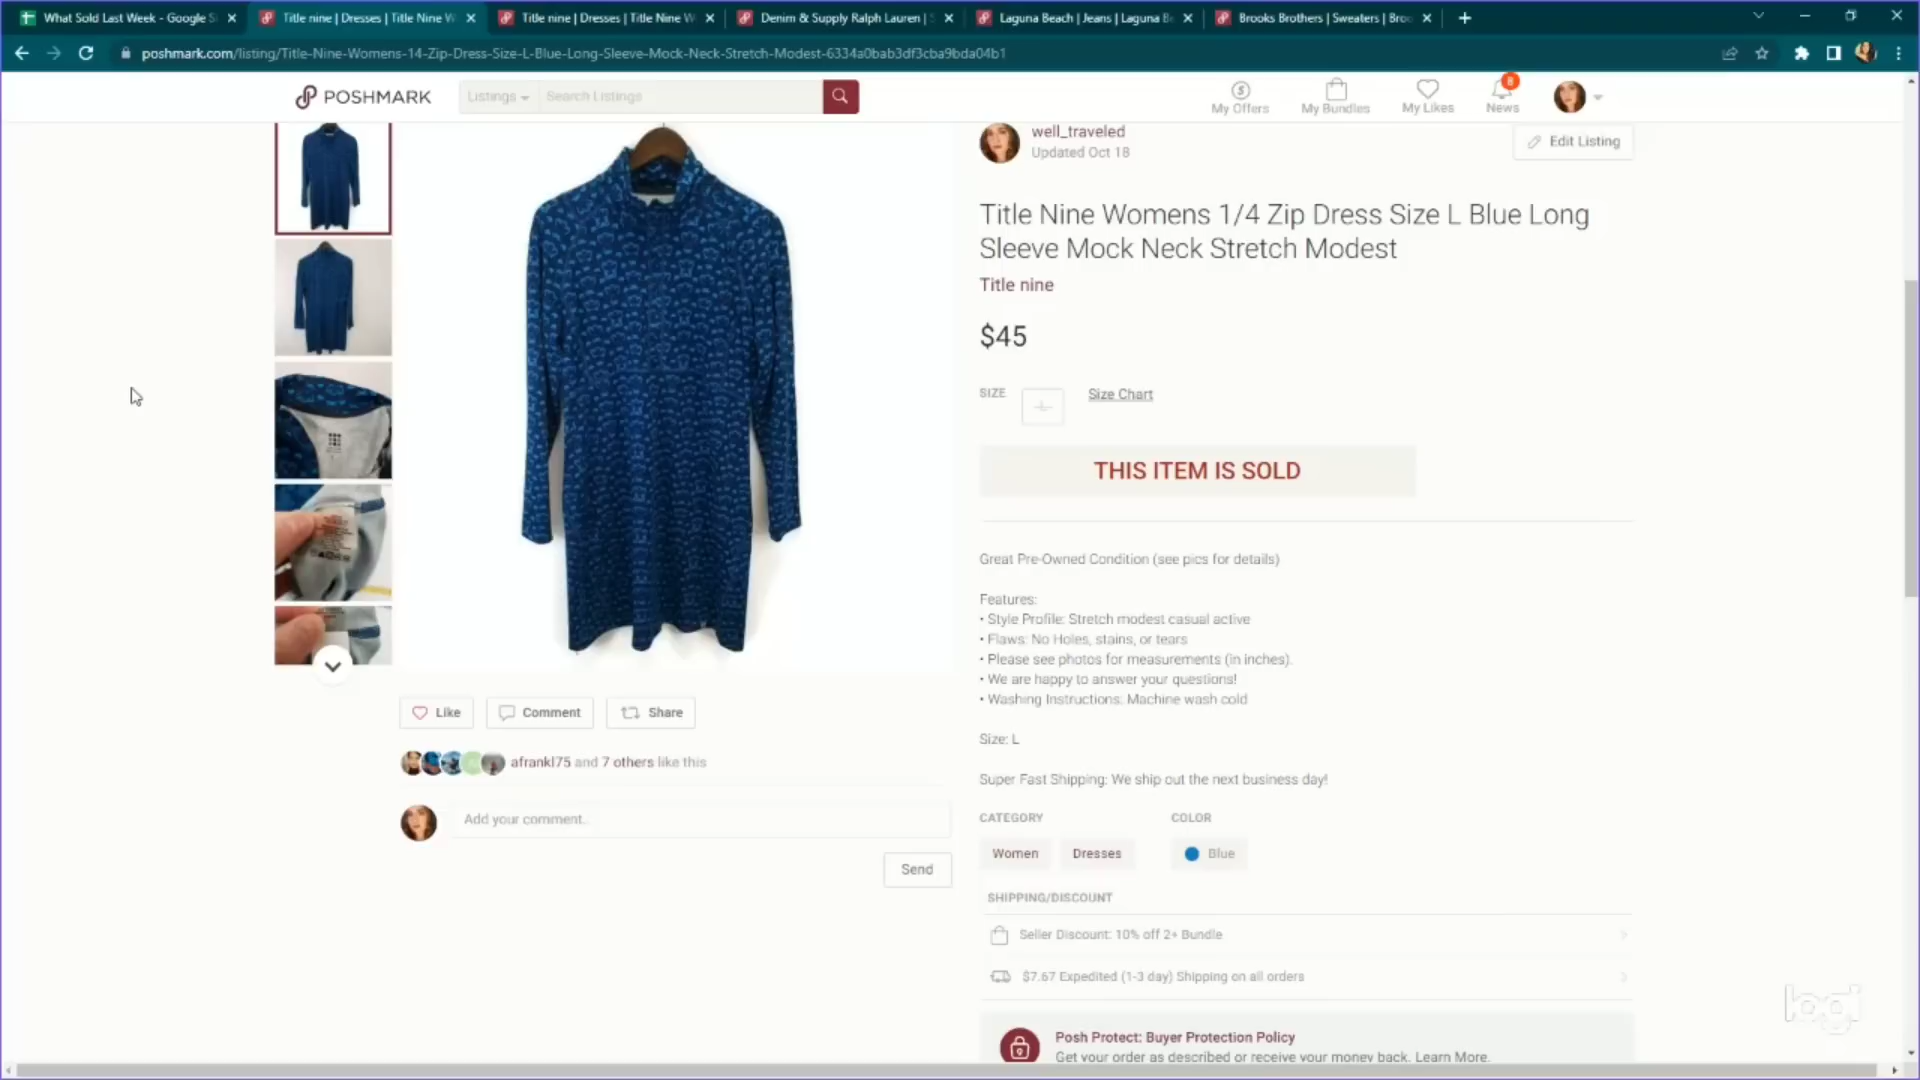 What Sold Last Week - Google S
Title nine | Dresses | Title Nine W
Title nine | Dresses | Title Nine W
Denim & Supply Ralph Lauren | S
Laguna Beach | Jeans | Laguna Be
Brooks Brothers | Sweaters | Broo
poshmark.com/listing/Title-Nine-Womens-14-Zip-Dress-Size-L-Blue-Long-Sleeve-Mock-Neck-Stretch-Modest-6334a0bab3df3cba9bda04b1
POSHMARK
Listings
Search Listings
My Offers
My Bundles
My Likes
8
News
well_traveled
Updated Oct 18
Edit Listing
Title Nine Womens 1/4 Zip Dress Size L Blue Long
Sleeve Mock Neck Stretch Modest
Title nine
$45
SIZE
L
Size Chart
THIS ITEM IS SOLD
Great Pre-Owned Condition (see pics for details)
Features:
• Style Profile: Stretch modest casual active
• Flaws: No Holes, stains, or tears
• Please see photos for measurements (in inches).
• We are happy to answer your questions!
• Washing Instructions: Machine wash cold
Size: L
Super Fast Shipping: We ship out the next business day!
Like
Comment
Share
afrankl75 and 7 others like this
Add your comment.
Send
CATEGORY
COLOR
Women
Dresses
Blue
SHIPPING/DISCOUNT
Seller Discount: 10% off 2+ Bundle
$7.67 Expedited (1-3 day) Shipping on all orders
Posh Protect: Buyer Protection Policy
Get your order as described or receive your money back. Learn More.
logi